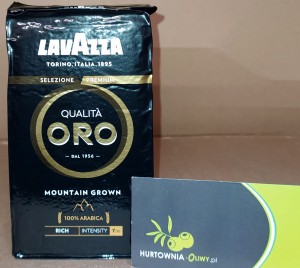 LAVAZZA
TORINO, ITALIA, 1895
SELEZIONE PREMIUM
QUALITÀ
ORO
DAL 1956
MOUNTAIN GROWN
100% ARABICA
RICH INTENSITY
HURTOWNIA-OLIWY.pl